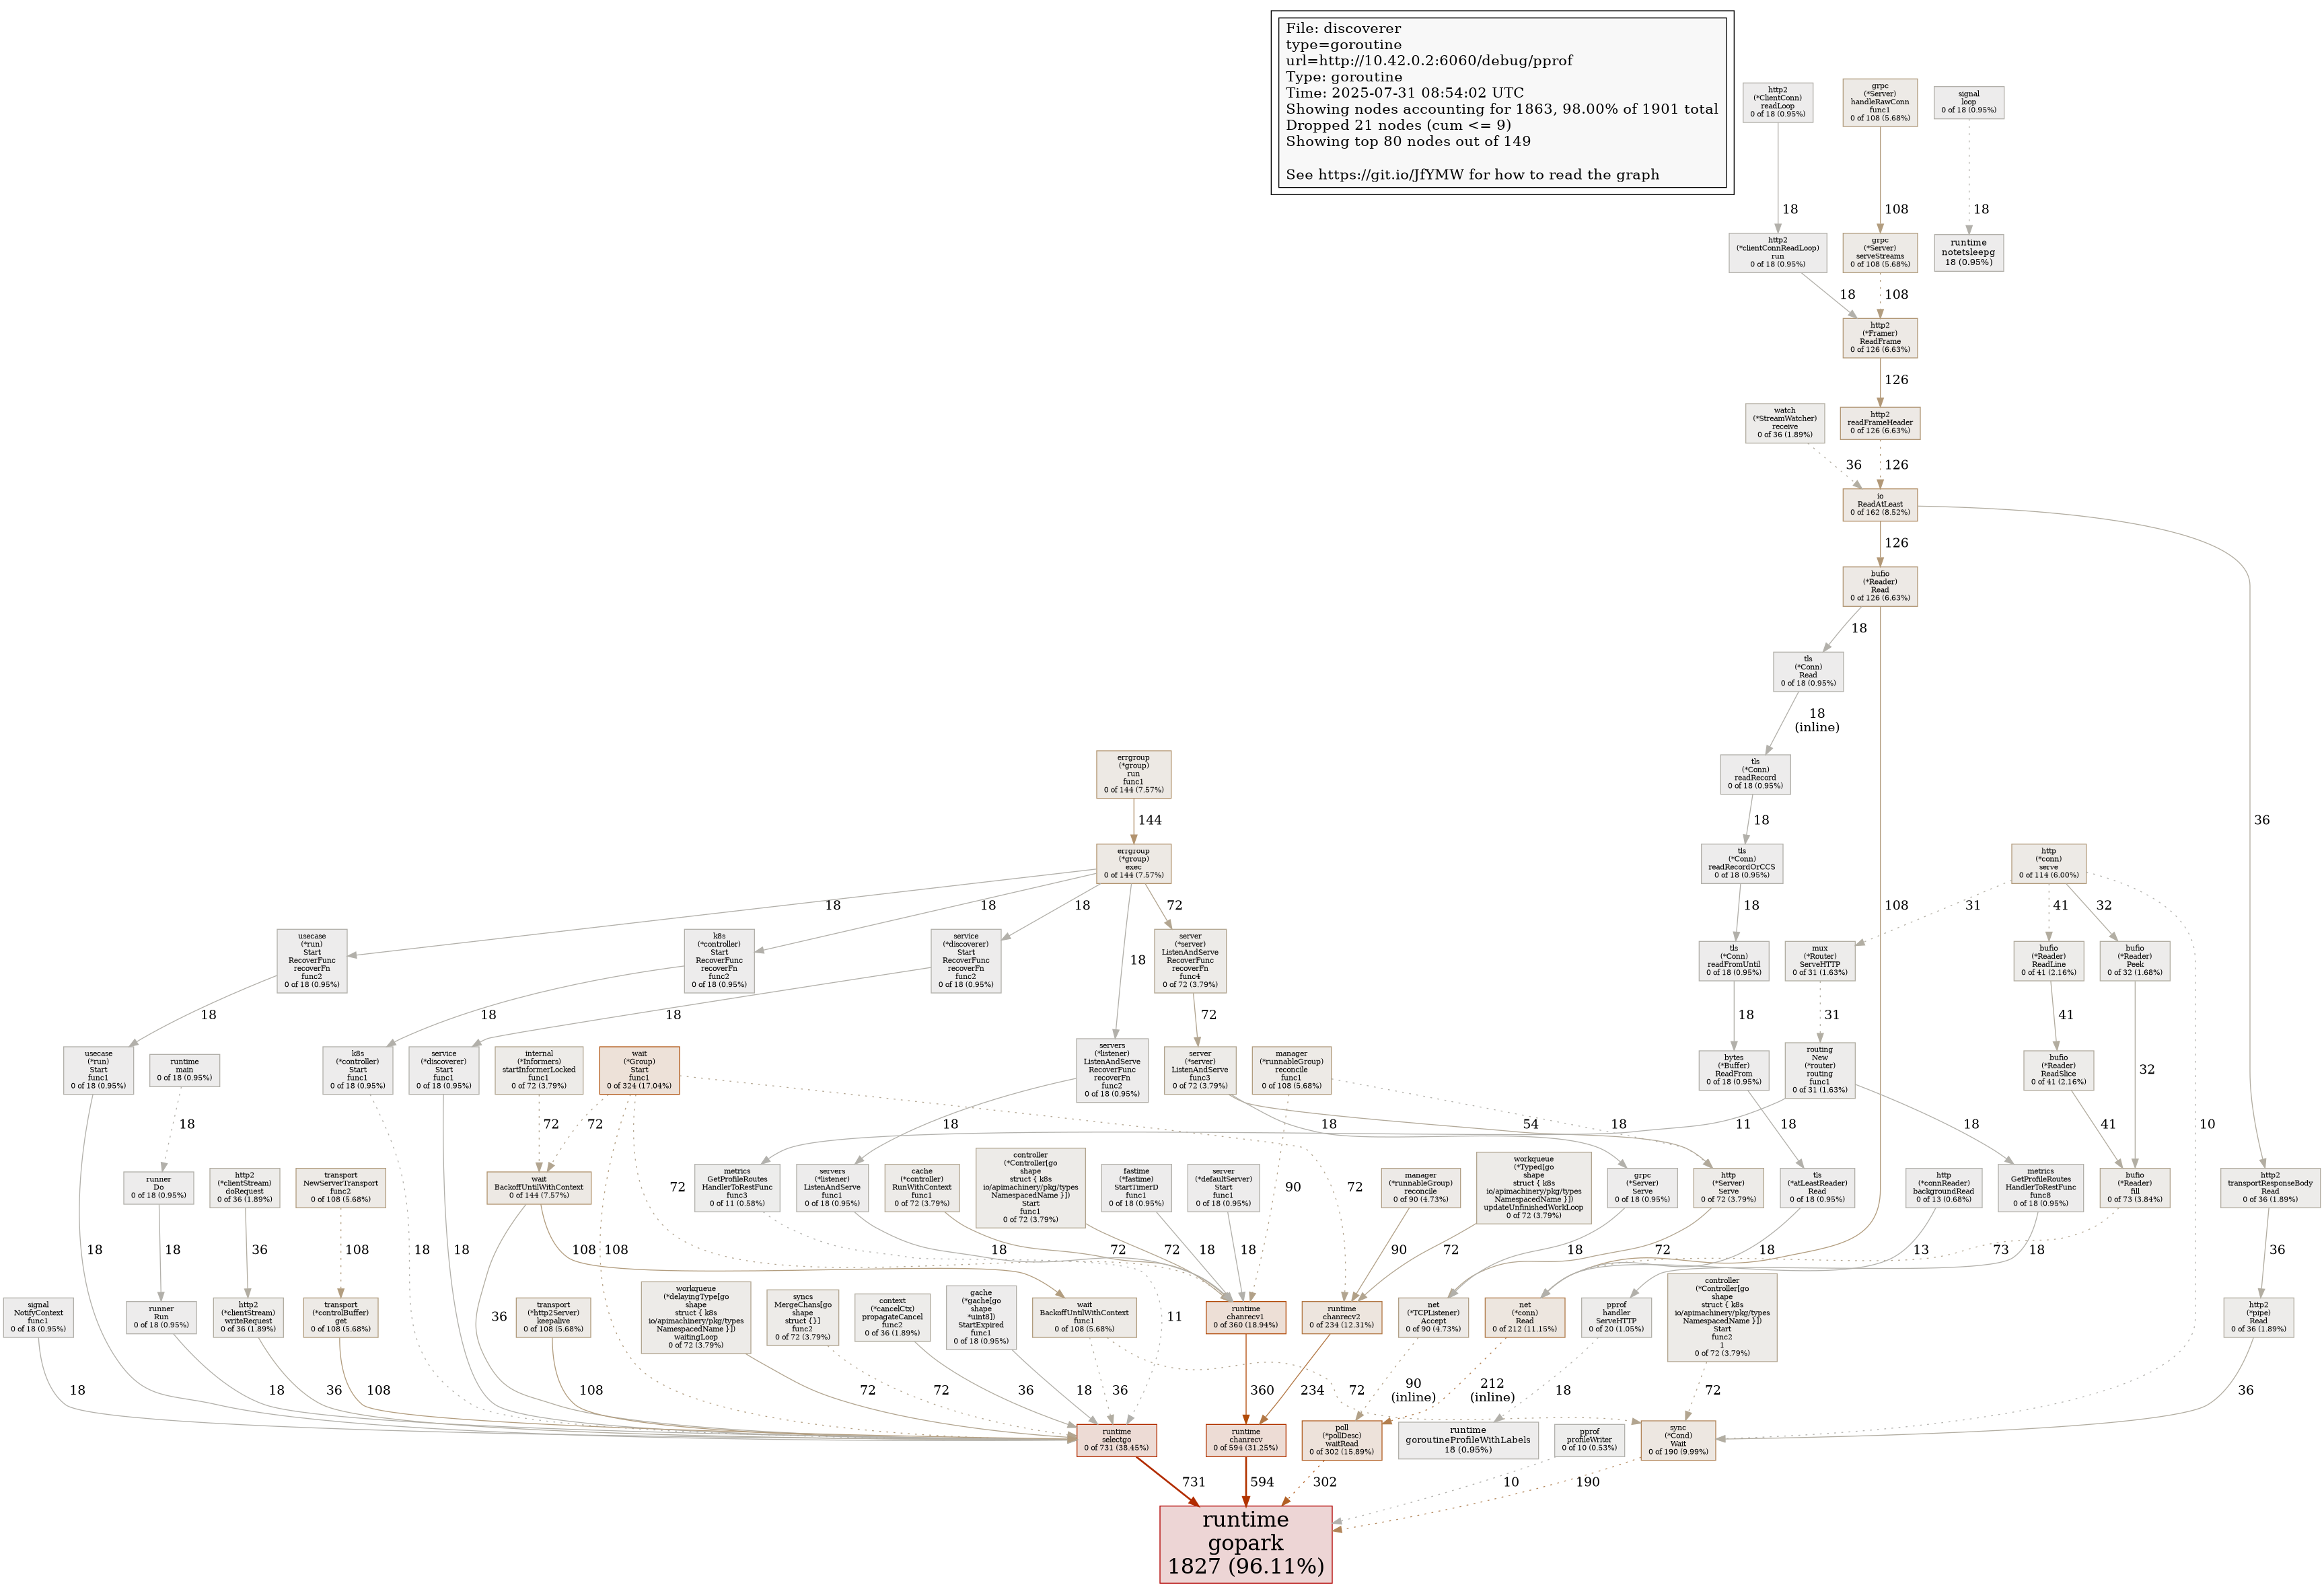 File: discoverer
type=goroutine
url=http://10.42.0.2:6060/debug/pprof
Type: goroutine
Time: 2025-07-31 08:54:02 UTC
Showing nodes accounting for 1863, 98.00% of 1901 total
Dropped 21 nodes (cum <= 9)
Showing top 80 nodes out of 149
See https://git.io/JfYMW for how to read the graph
http2
(*ClientConn)
readLoop
0 of 18 (0.95%)
grpc
(*Server)
handleRawConn
func1
0 of 108 (5.68%)
signal
loop
0 of 18 (0.95%)
18
108
18
http2
(*clientConnReadLoop)
run
0 of 18 (0.95%)
grpc
(*Server)
serveStreams
0 of 108 (5.68%)
runtime
notetsleepg
18 (0.95%)
18
108
http2
(*Framer)
ReadFrame
0 of 126 (6.63%)
126
watch
(*StreamWatcher)
receive
0 of 36 (1.89%)
http2
readFrameHeader
0 of 126 (6.63%)
36
126
io
ReadAtLeast
0 of 162 (8.52%)
126
bufio
(*Reader)
Read
0 of 126 (6.63%)
18
tls
(*Conn)
Read
0 of 18 (0.95%)
18
(inline)
errgroup
(*group)
run
func1
0 of 144 (7.57%)
tls
(*Conn)
readRecord
0 of 18 (0.95%)
144
18
36
errgroup
(*group)
exec
0 of 144 (7.57%)
tls
(*Conn)
readRecordOrCCS
0 of 18 (0.95%)
http
(*conn)
serve
0 of 114 (6.00%)
18
18
18
18
72
18
108
31
41
32
10
usecase
(*run)
Start
RecoverFunc
recoverFn
func2
0 of 18 (0.95%)
k8s
(*controller)
Start
RecoverFunc
recoverFn
func2
0 of 18 (0.95%)
service
(*discoverer)
Start
RecoverFunc
recoverFn
func2
0 of 18 (0.95%)
server
(*server)
ListenAndServe
RecoverFunc
recoverFn
func4
0 of 72 (3.79%)
tls
(*Conn)
readFromUntil
0 of 18 (0.95%)
mux
(*Router)
ServeHTTP
0 of 31 (1.63%)
bufio
(*Reader)
ReadLine
0 of 41 (2.16%)
bufio
(*Reader)
Peek
0 of 32 (1.68%)
18
18
18
72
18
31
41
32
usecase
(*run)
Start
func1
0 of 18 (0.95%)
runtime
main
0 of 18 (0.95%)
k8s
(*controller)
Start
func1
0 of 18 (0.95%)
service
(*discoverer)
Start
func1
0 of 18 (0.95%)
internal
(*Informers)
startInformerLocked
func1
0 of 72 (3.79%)
wait
(*Group)
Start
func1
0 of 324 (17.04%)
servers
(*listener)
ListenAndServe
RecoverFunc
recoverFn
func2
0 of 18 (0.95%)
server
(*server)
ListenAndServe
func3
0 of 72 (3.79%)
manager
(*runnableGroup)
reconcile
func1
0 of 108 (5.68%)
bytes
(*Buffer)
ReadFrom
0 of 18 (0.95%)
routing
New
(*router)
routing
func1
0 of 31 (1.63%)
bufio
(*Reader)
ReadSlice
0 of 41 (2.16%)
18
72
72
18
18
54
18
11
18
18
41
runner
Do
0 of 18 (0.95%)
http2
(*clientStream)
doRequest
0 of 36 (1.89%)
transport
NewServerTransport
func2
0 of 108 (5.68%)
wait
BackoffUntilWithContext
0 of 144 (7.57%)
72
metrics
GetProfileRoutes
HandlerToRestFunc
func3
0 of 11 (0.58%)
servers
(*listener)
ListenAndServe
func1
0 of 18 (0.95%)
cache
(*controller)
RunWithContext
func1
0 of 72 (3.79%)
controller
(*Controller[go
shape
struct { k8s
io/apimachinery/pkg/types
NamespacedName }])
Start
func1
0 of 72 (3.79%)
fastime
(*fastime)
StartTimerD
func1
0 of 18 (0.95%)
server
(*defaultServer)
Start
func1
0 of 18 (0.95%)
90
72
manager
(*runnableGroup)
reconcile
0 of 90 (4.73%)
workqueue
(*Typed[go
shape
struct { k8s
io/apimachinery/pkg/types
NamespacedName }])
updateUnfinishedWorkLoop
0 of 72 (3.79%)
grpc
(*Server)
Serve
0 of 18 (0.95%)
http
(*Server)
Serve
0 of 72 (3.79%)
tls
(*atLeastReader)
Read
0 of 18 (0.95%)
http
(*connReader)
backgroundRead
0 of 13 (0.68%)
metrics
GetProfileRoutes
HandlerToRestFunc
func8
0 of 18 (0.95%)
bufio
(*Reader)
fill
0 of 73 (3.84%)
http2
transportResponseBody
Read
0 of 36 (1.89%)
18
18
36
108
18
18
108
108
18
72
72
18
18
90
72
18
72
18
13
18
73
36
signal
NotifyContext
func1
0 of 18 (0.95%)
runner
Run
0 of 18 (0.95%)
http2
(*clientStream)
writeRequest
0 of 36 (1.89%)
transport
(*controlBuffer)
get
0 of 108 (5.68%)
36
transport
(*http2Server)
keepalive
0 of 108 (5.68%)
workqueue
(*delayingType[go
shape
struct { k8s
io/apimachinery/pkg/types
NamespacedName }])
waitingLoop
0 of 72 (3.79%)
syncs
MergeChans[go
shape
struct {}]
func2
0 of 72 (3.79%)
context
(*cancelCtx)
propagateCancel
func2
0 of 36 (1.89%)
gache
(*gache[go
shape
*uint8])
StartExpired
func1
0 of 18 (0.95%)
wait
BackoffUntilWithContext
func1
0 of 108 (5.68%)
11
runtime
chanrecv1
0 of 360 (18.94%)
runtime
chanrecv2
0 of 234 (12.31%)
net
(*TCPListener)
Accept
0 of 90 (4.73%)
net
(*conn)
Read
0 of 212 (11.15%)
pprof
handler
ServeHTTP
0 of 20 (1.05%)
controller
(*Controller[go
shape
struct { k8s
io/apimachinery/pkg/types
NamespacedName }])
Start
func2
1
0 of 72 (3.79%)
http2
(*pipe)
Read
0 of 36 (1.89%)
18
18
36
108
108
72
72
36
18
36
360
234
72
90
(inline)
212
(inline)
18
72
36
runtime
selectgo
0 of 731 (38.45%)
runtime
chanrecv
0 of 594 (31.25%)
poll
(*pollDesc)
waitRead
0 of 302 (15.89%)
runtime
goroutineProfileWithLabels
18 (0.95%)
pprof
profileWriter
0 of 10 (0.53%)
sync
(*Cond)
Wait
0 of 190 (9.99%)
731
594
302
10
190
runtime
gopark
1827 (96.11%)